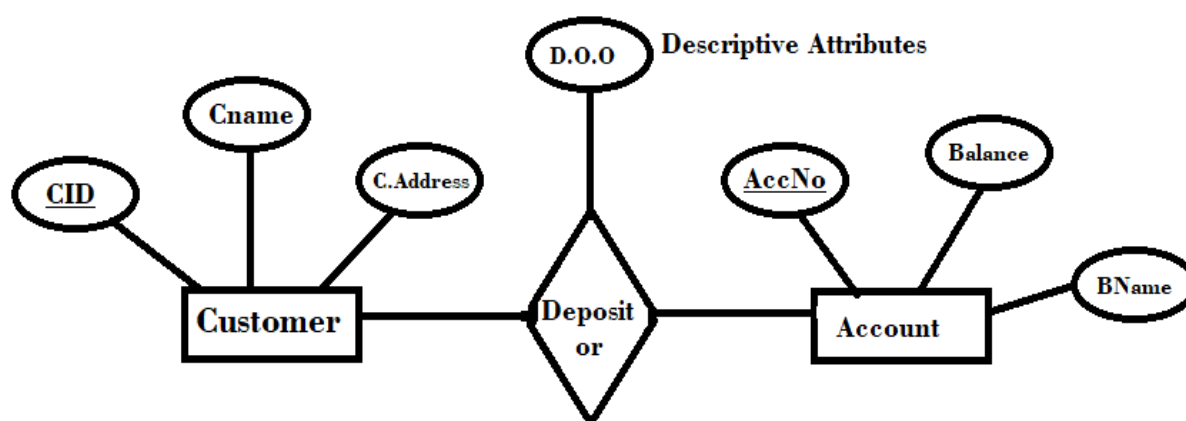 D.O.O
Descriptive Attributes
Cname
CID
C.Address
AccNo
Balance
BName
Customer
Deposit
or
Account